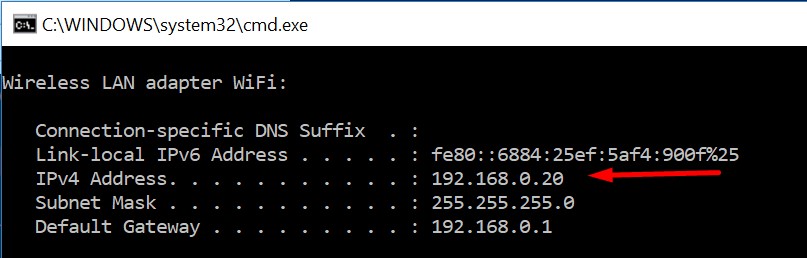 C:\WINDOWS\system32\cmd.exe
Wireless LAN adapter WiFi:
Connection-specific DNS Suffix  . :
Link-local IPv6 Address . . . . . : fe80::6884:25ef:5af4:900f%25
IPv4 Address. . . . . . . . . . . : 192.168.0.20
Subnet Mask . . . . . . . . . . . : 255.255.255.0
Default Gateway . . . . . . . . . : 192.168.0.1